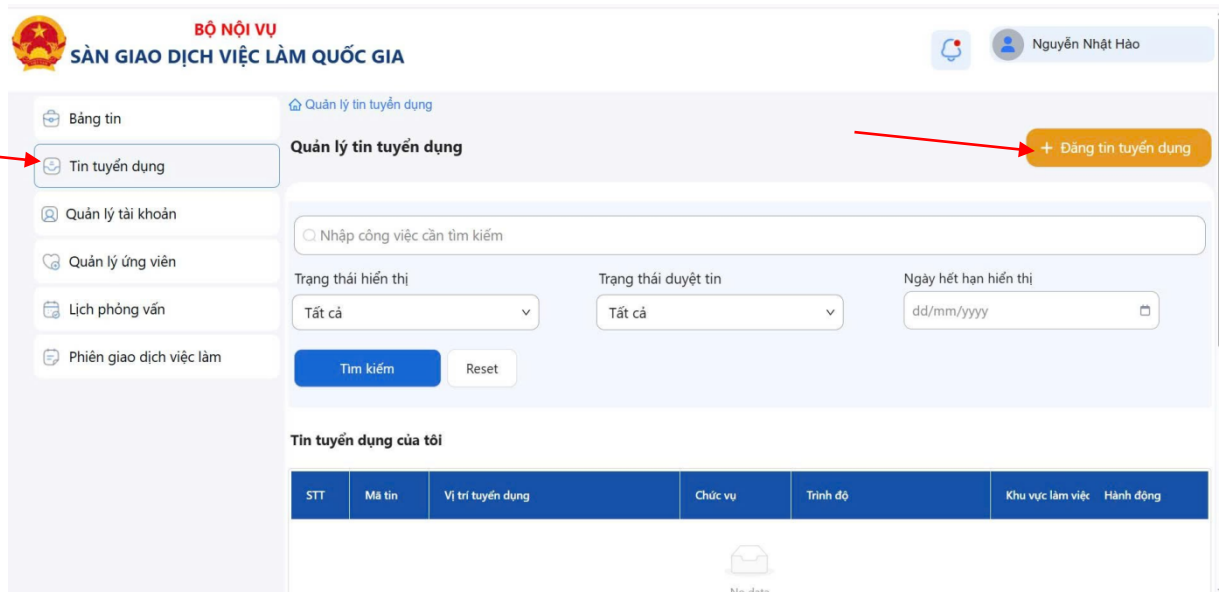 BỘ NỘI VỤ
SÀN GIAO DỊCH VIỆC LÀM QUỐC GIA
Nguyễn Nhật Hào
Bảng tin
Tin tuyển dụng
Quản lý tài khoản
Quản lý ứng viên
Lịch phỏng vấn
Phiên giao dịch việc làm
Quản lý tin tuyển dụng
Quản lý tin tuyển dụng
+ Đăng tin tuyển dụng
Nhập công việc cần tìm kiếm
Trạng thái hiển thị
Trạng thái duyệt tin
Ngày hết hạn hiển thị
Tất cả
Tất cả
dd/mm/yyyy
Tìm kiếm
Reset
Tin tuyển dụng của tôi
STT Mã tin Vị trí tuyển dụng Chức vụ Trình độ Khu vực làm việc Hành động
No data